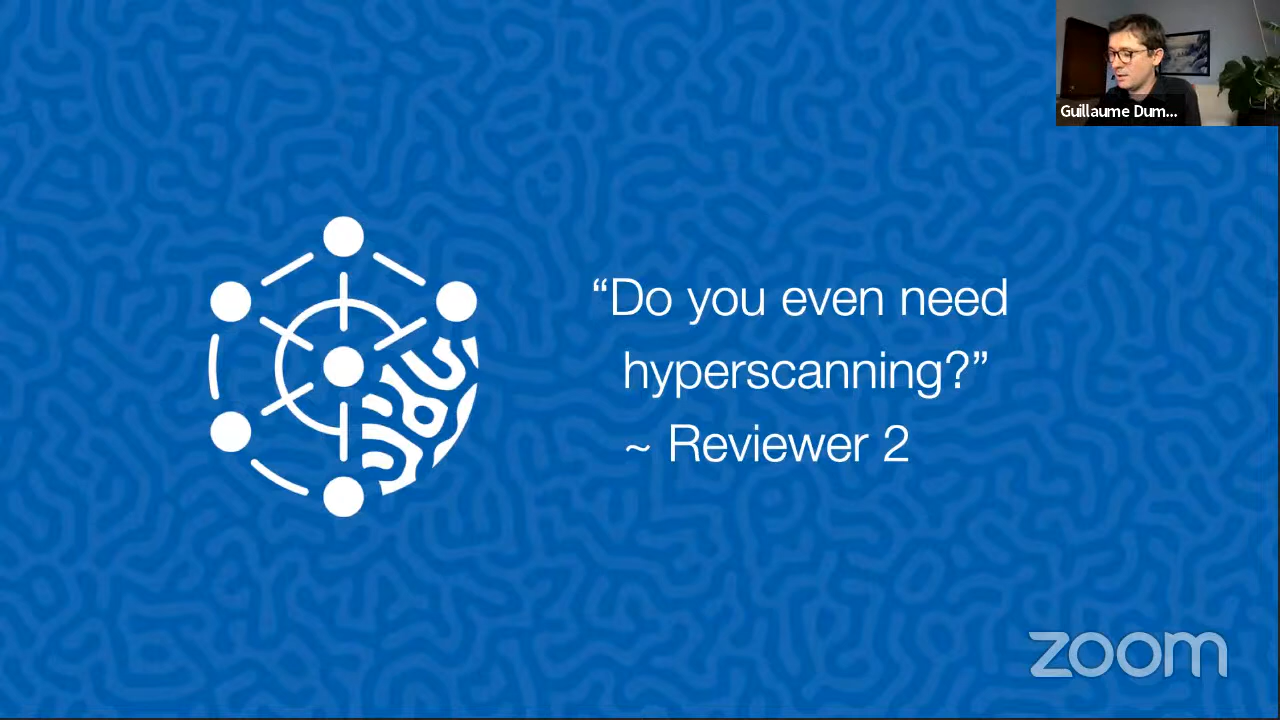 Guillaume Dum...
“Do you even need
hyperscanning?”
~ Reviewer 2
zoom